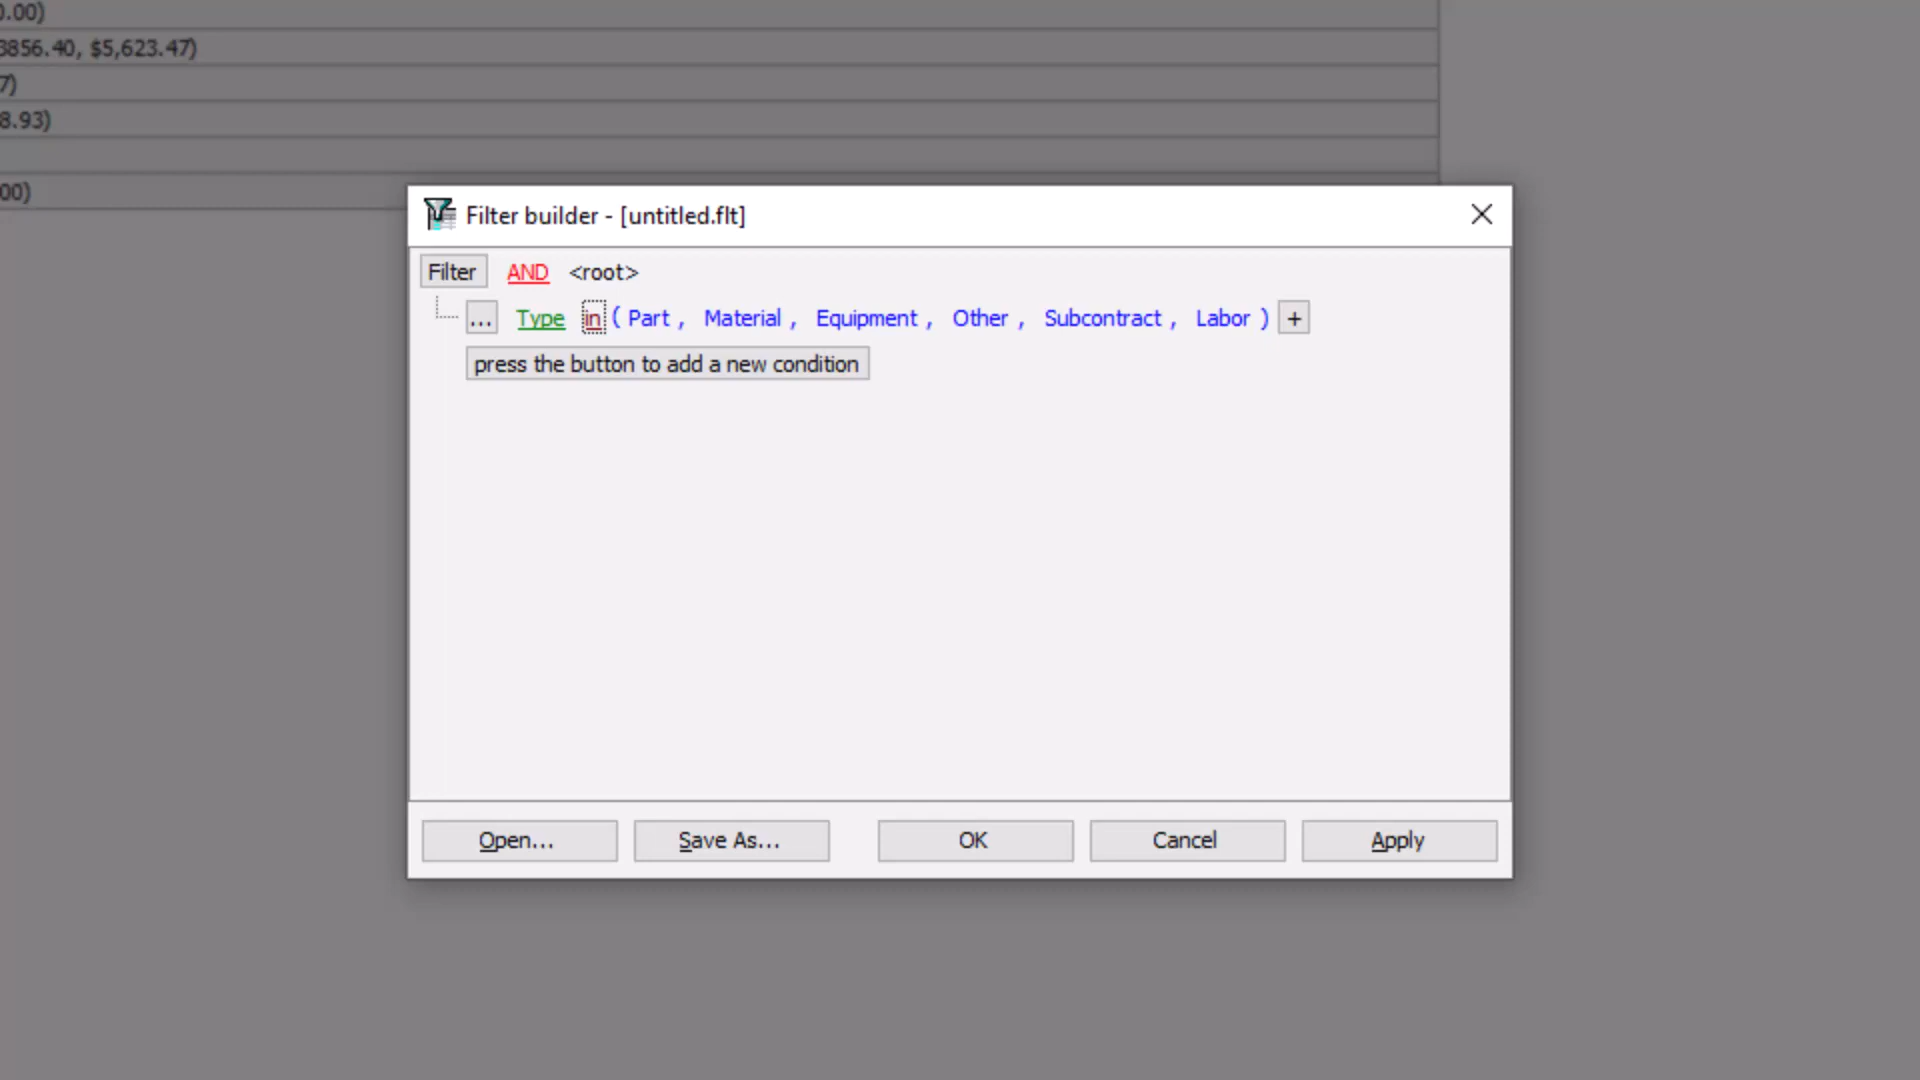 0.00)
3856.40, $5,623.47)
7)
8.93)
00)
Filter builder - [untitled.flt]
Filter AND <root>
... Type in ( Part , Material , Equipment , Other , Subcontract , Labor ) +
press the button to add a new condition
Open... Save As... OK Cancel Apply